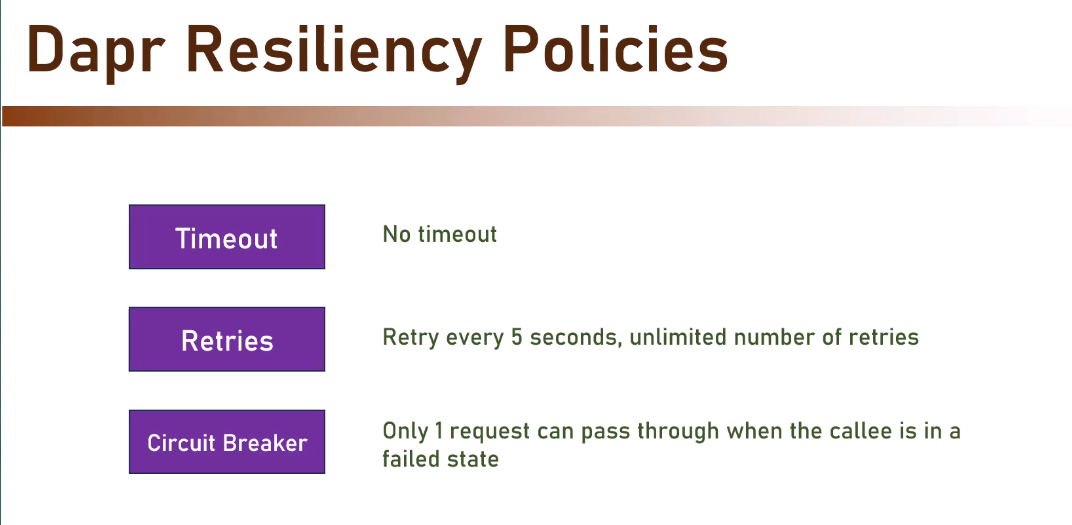 Dapr Resiliency Policies
Timeout
No timeout
Retries
Retry every 5 seconds, unlimited number of retries
Circuit Breaker
Only 1 request can pass through when the callee is in a
failed state